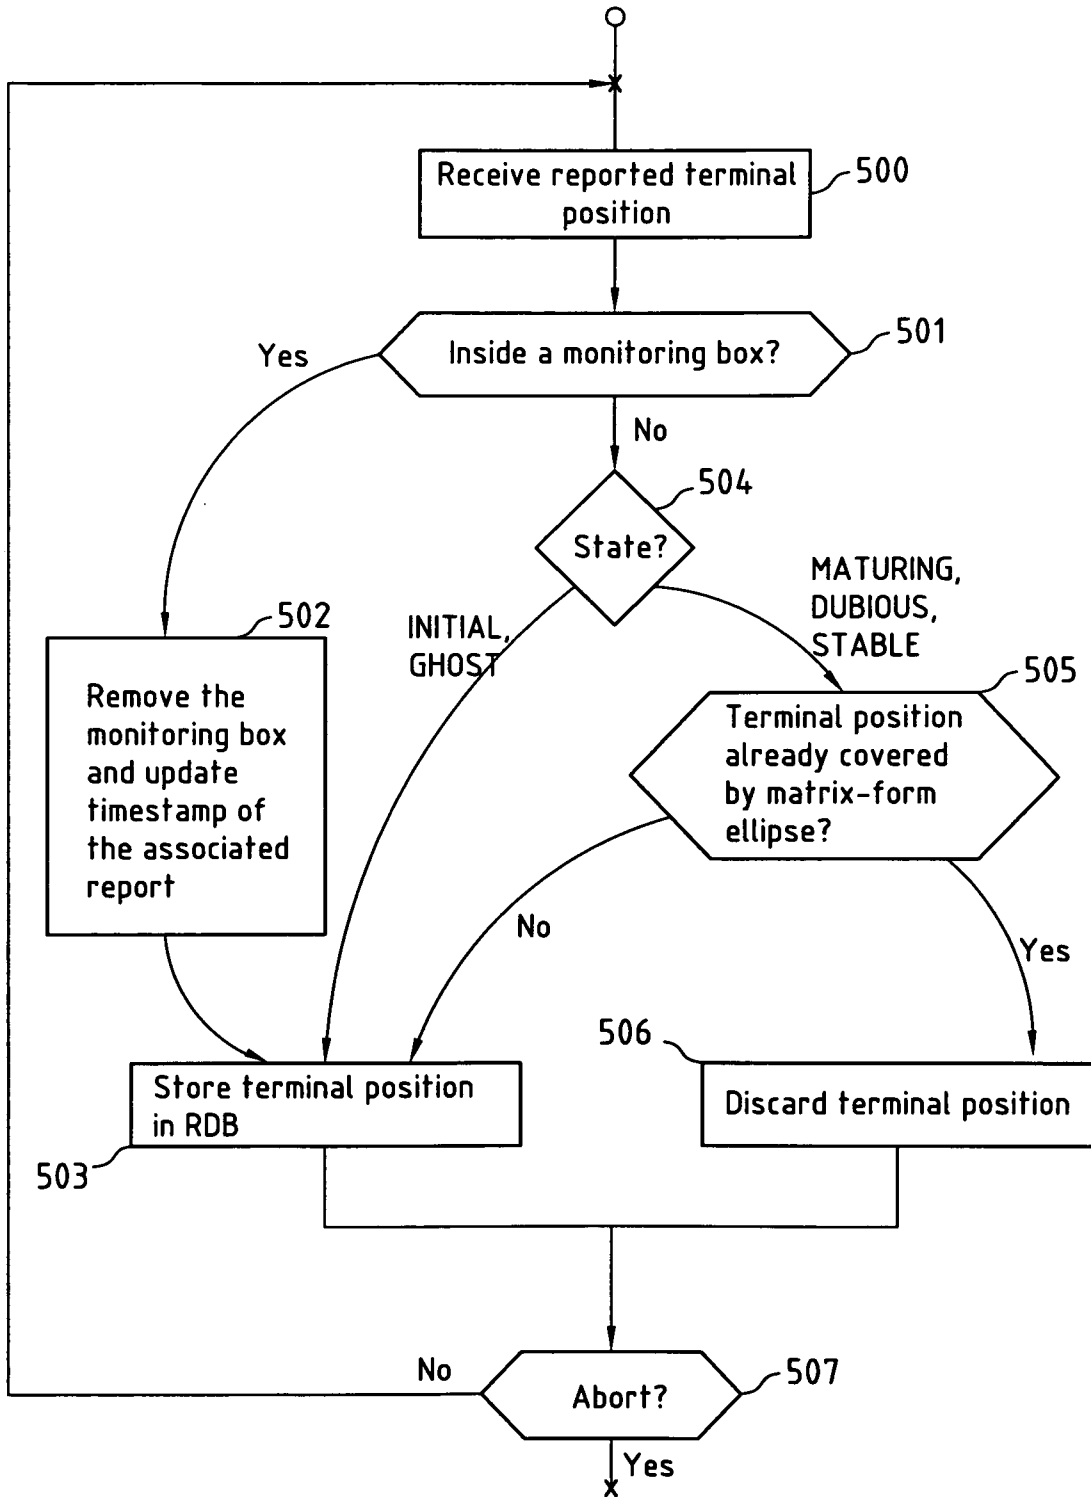 Receive reported terminal
position
500
Inside a monitoring box?
501
Yes
No
504
State?
MATURING,
DUBIOUS,
STABLE
INITIAL,
GHOST
502
Remove the
monitoring box
and update
timestamp of
the associated
report
505
Terminal position
already covered
by matrix-form
ellipse?
No
Yes
506
Store terminal position
in RDB
503
Discard terminal position
No
Abort?
507
Yes